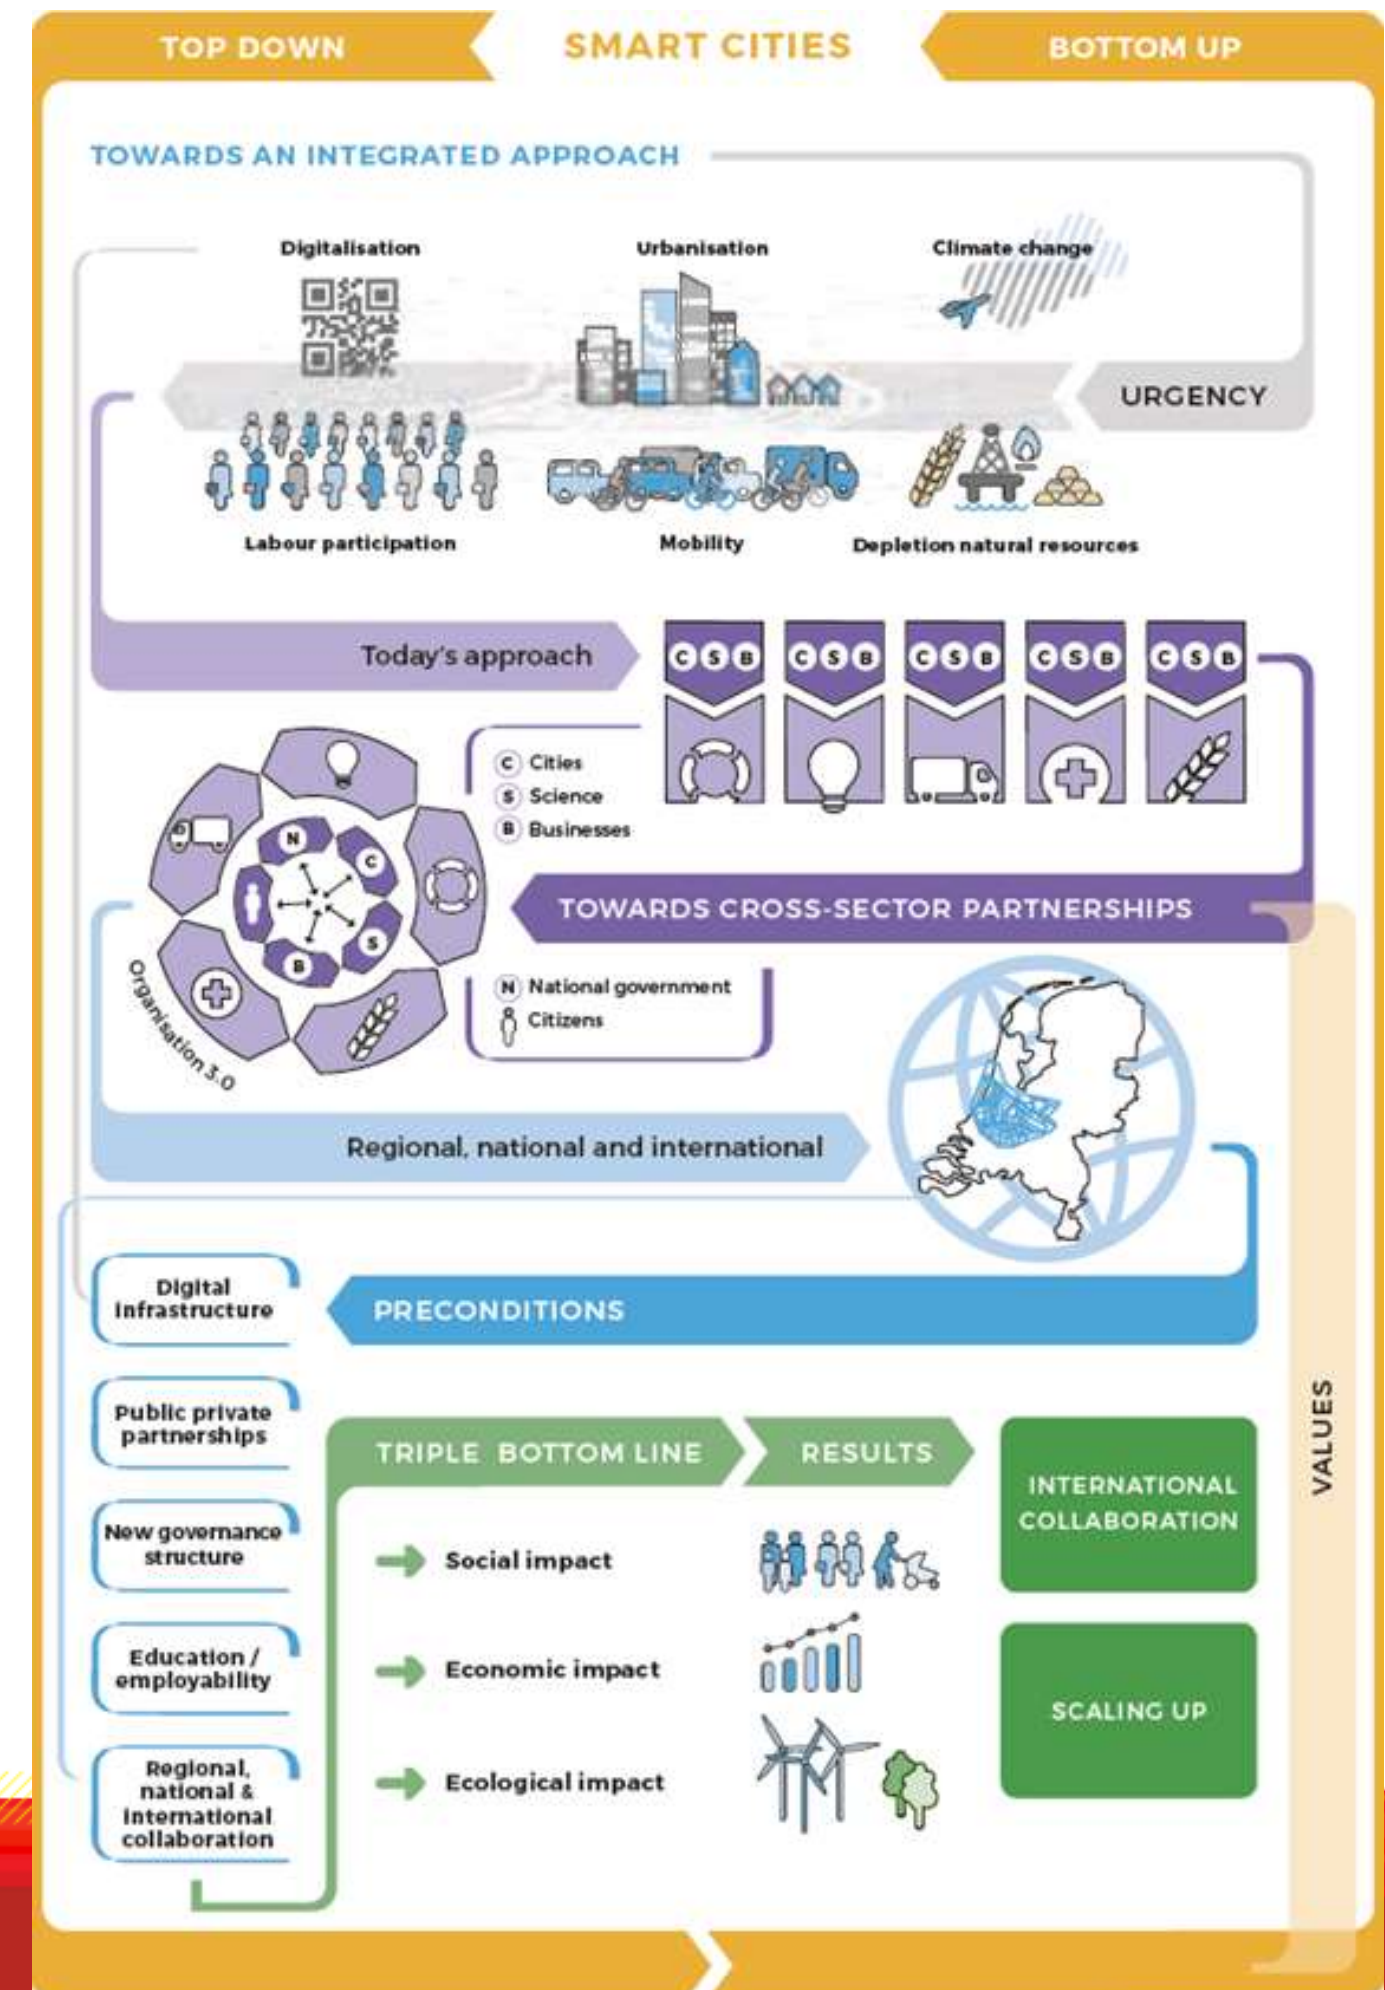 TOP DOWN
SMART CITIES
BOTTOM UP
TOWARDS AN INTEGRATED APPROACH
Digitalisation
Urbanisation
Climate change
URGENCY
Labour participation
Mobility
Depletion natural resources
Today's approach
C S B
C S B
C S B
C S B
C S B
C Cities
S Science
B Businesses
N
C
S
B
TOWARDS CROSS-SECTOR PARTNERSHIPS
N National government
Citizens
Organisation 3.0
Regional, national and international
Digital
infrastructure
PRECONDITIONS
Public private
partnerships
New governance
structure
Education /
employability
Regional,
national &
international
collaboration
TRIPLE BOTTOM LINE
RESULTS
Social impact
Economic impact
Ecological impact
INTERNATIONAL
COLLABORATION
SCALING UP
VALUES